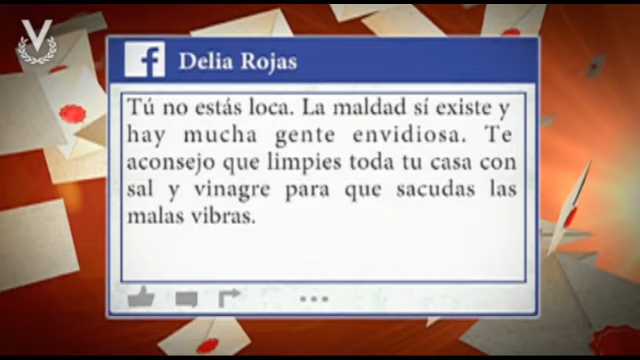 V
f Delia Rojas
Tú no estás loca. La maldad sí existe y
hay mucha gente envidiosa. Te
aconsejo que limpies toda tu casa con
sal y vinagre para que sacudas las
malas vibras.